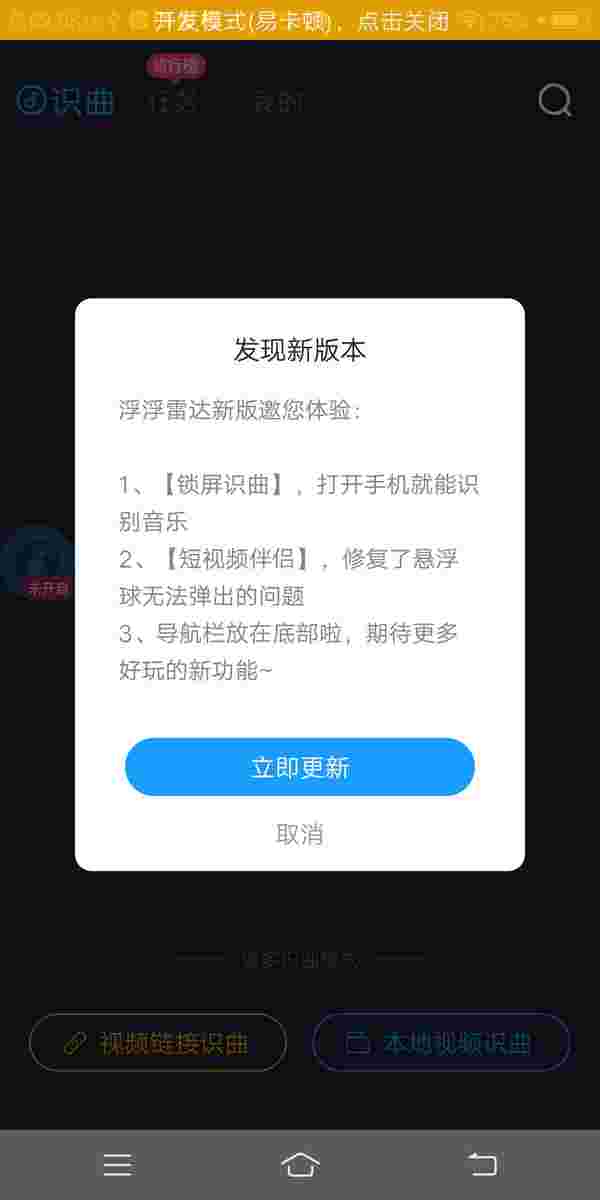 开发模式(易卡顿)，点击关闭
排行榜
识曲
任务
我的
发现新版本
浮浮雷达新版邀您体验：
1、【锁屏识曲】，打开手机就能识
别音乐
2、【短视频伴侣】，修复了悬浮
球无法弹出的问题
3、导航栏放在底部啦，期待更多
好玩的新功能~
未开启
立即更新
取消
视频链接识曲
本地视频识曲